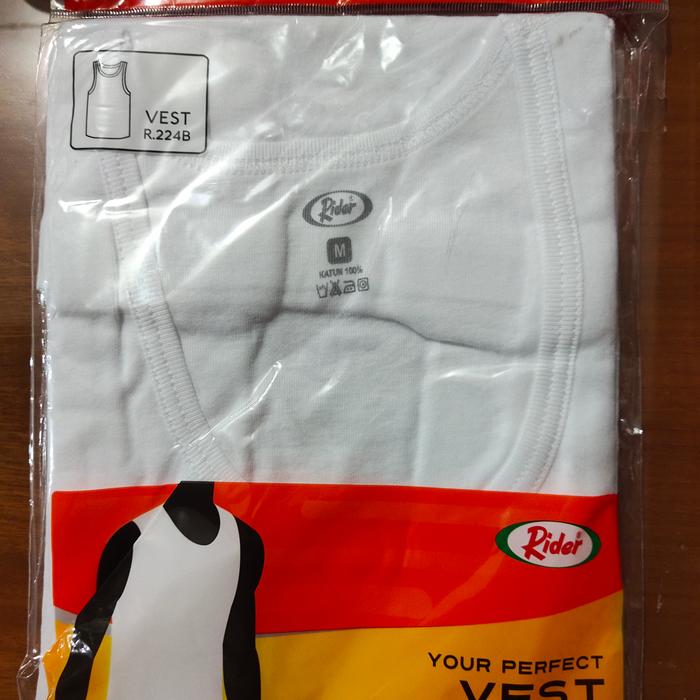 VEST
R.224B
Rider
M
KATUN 100%
Rider
YOUR PERFECT
VEST